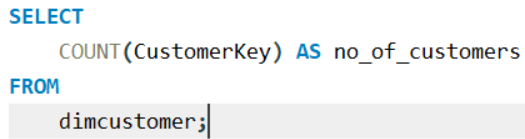 SELECT
    COUNT(CustomerKey) AS no_of_customers
FROM
    dimcustomer;